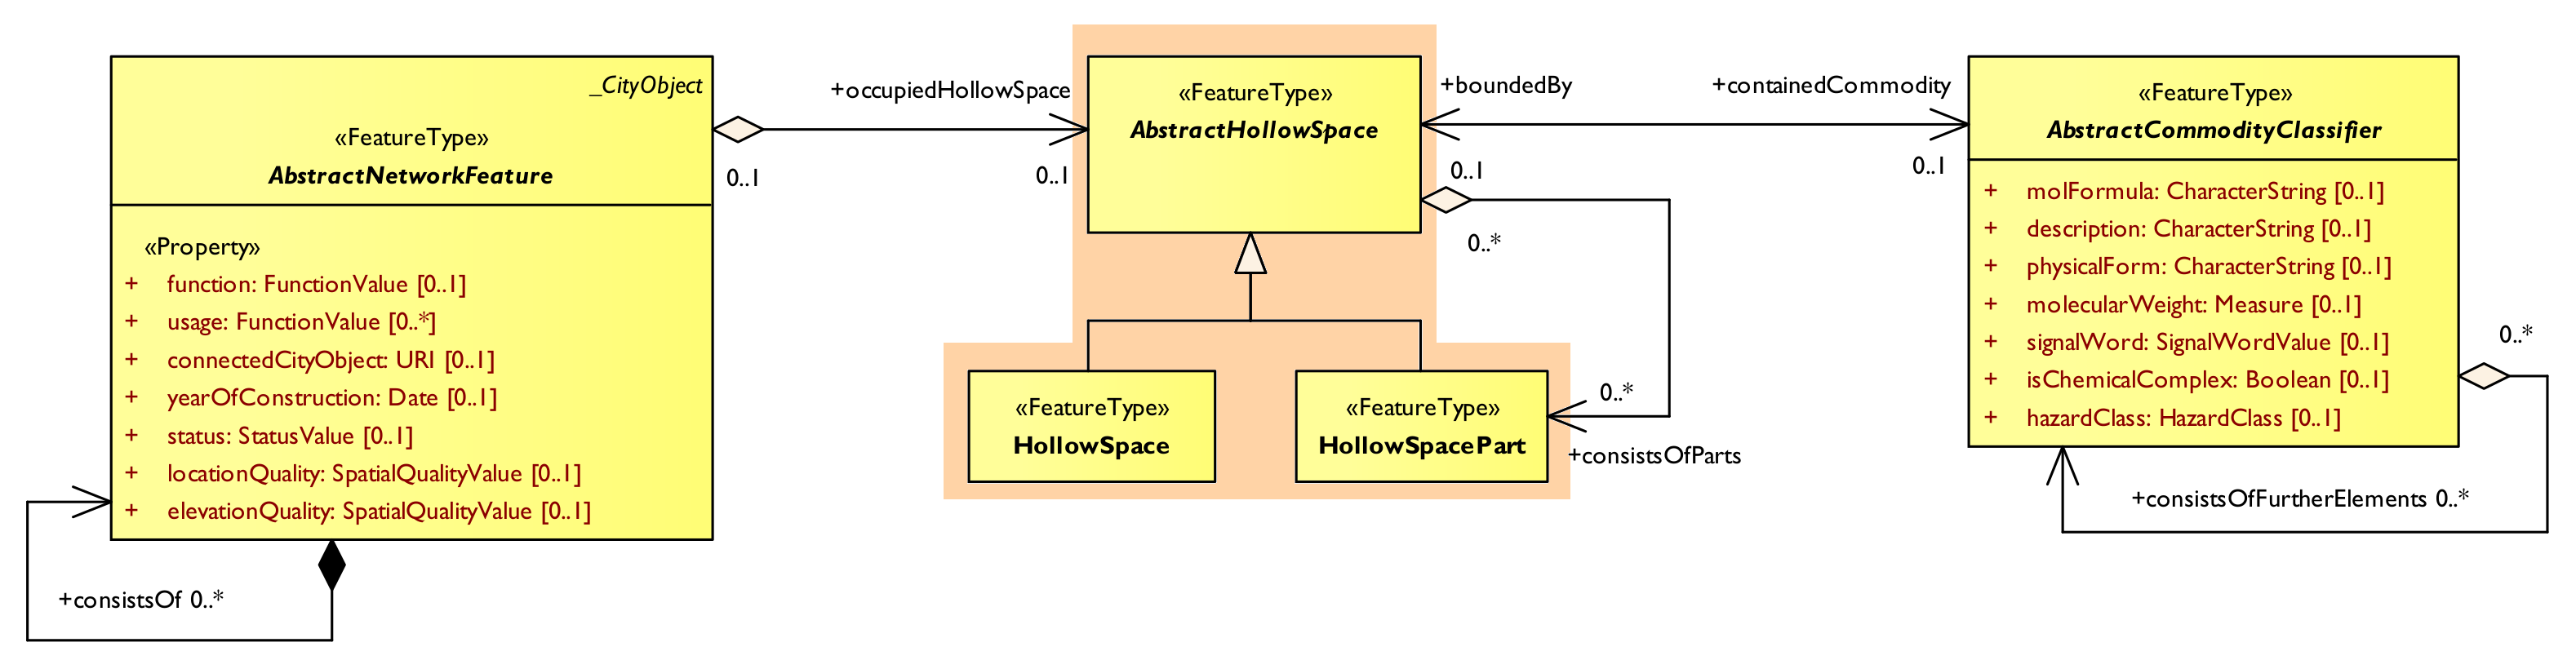 _CityObject
«FeatureType»
AbstractNetworkFeature
«Property»
+ function: FunctionValue [0..1]
+ usage: FunctionValue [0..*]
+ connectedCityObject: URI [0..1]
+ yearOfConstruction: Date [0..1]
+ status: StatusValue [0..1]
+ locationQuality: SpatialQualityValue [0..1]
+ elevationQuality: SpatialQualityValue [0..1]
+consistsOf 0..*
+occupiedHollowSpace
0..1
0..1
«FeatureType»
AbstractHollowSpace
+boundedBy
0..1
0..*
«FeatureType»
HollowSpace
«FeatureType»
HollowSpacePart
0..*
+consistsOfParts
+containedCommodity
0..1
«FeatureType»
AbstractCommodityClassifier
+ molFormula: CharacterString [0..1]
+ description: CharacterString [0..1]
+ physicalForm: CharacterString [0..1]
+ molecularWeight: Measure [0..1]
+ signalWord: SignalWordValue [0..1]
+ isChemicalComplex: Boolean [0..1]
+ hazardClass: HazardClass [0..1]
0..*
+consistsOfFurtherElements 0..*